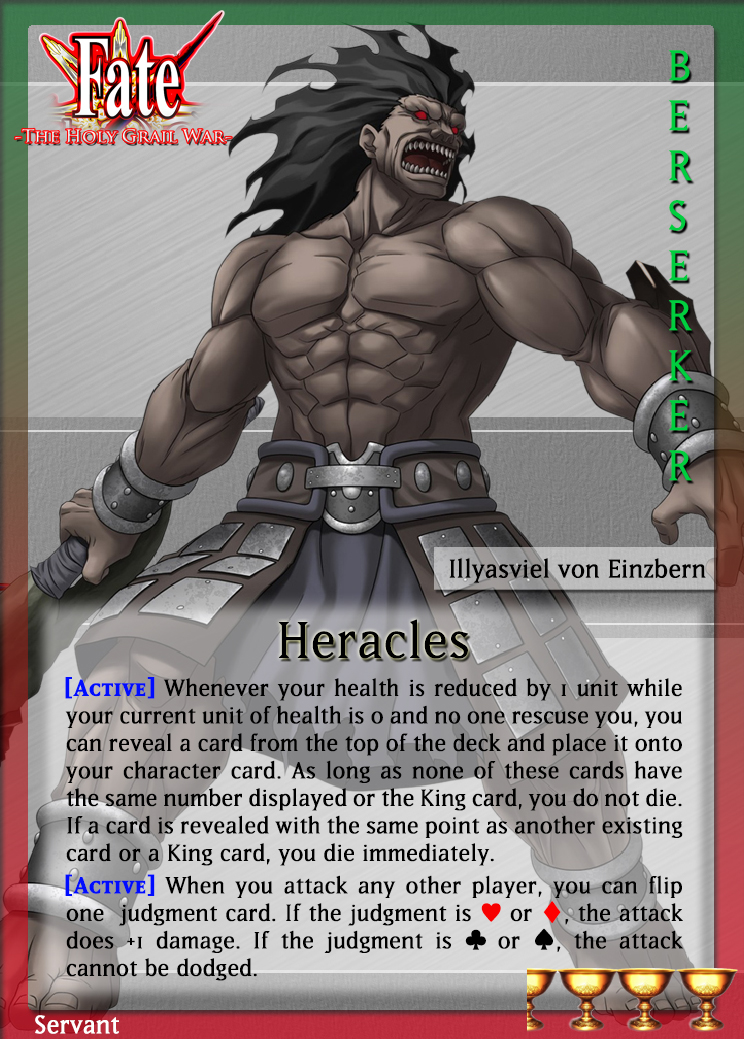 Fate
-The Holy Grail War-
BERSERKER
Illyasviel von Einzbern
Heracles
[Active] Whenever your health is reduced by 1 unit while
your current unit of health is 0 and no one rescue you, you
can reveal a card from the top of the deck and place it onto
your character card. As long as none of these cards have
the same number displayed or the King card, you do not die.
If a card is revealed with the same point as another existing
card or a King card, you die immediately.
[Active] When you attack any other player, you can flip
one judgment card. If the judgment is ♥ or ♦, the attack
does +1 damage. If the judgment is ♣ or ♠, the attack
cannot be dodged.
Servant